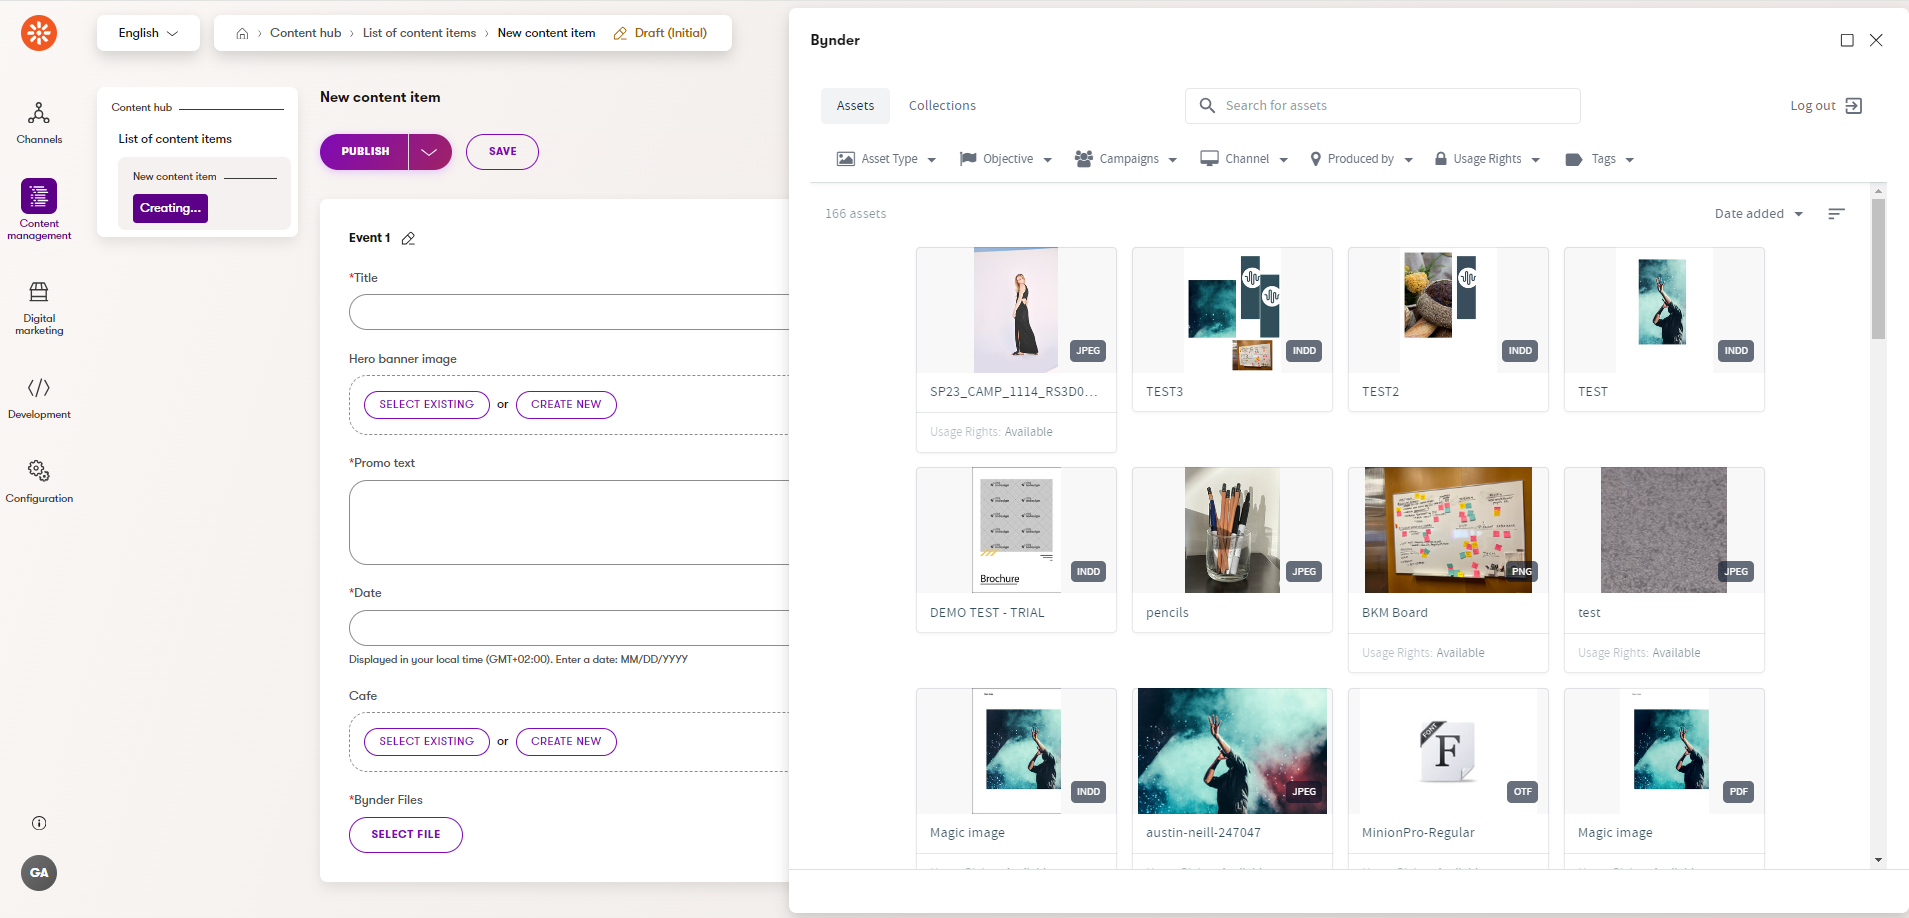 English
Content hub
List of content items
New content item
Draft (Initial)
Channels
Content management
Digital marketing
Development
Configuration
GA
Content hub
List of content items
New content item
Creating...
New content item
PUBLISH
SAVE
Event 1
*Title
Hero banner image
SELECT EXISTING or CREATE NEW
*Promo text
*Date
Displayed in your local time (GMT+02:00). Enter a date: MM/DD/YYYY
Cafe
SELECT EXISTING or CREATE NEW
*Bynder Files
SELECT FILE
Bynder
Assets
Collections
Search for assets
Log out
Asset Type
Objective
Campaigns
Channel
Produced by
Usage Rights
Tags
166 assets
Date added
JPEG
INDD
INDD
INDD
SP23_CAMP_1114_RS3D0...
TEST3
TEST2
TEST
Usage Rights: Available
Brochure
INDD
JPEG
PNG
JPEG
DEMO TEST - TRIAL
pencils
BKM Board
test
Usage Rights: Available
Usage Rights: Available
FONT
F
INDD
JPEG
OTF
PDF
Magic image
austin-neill-247047
MinionPro-Regular
Magic image